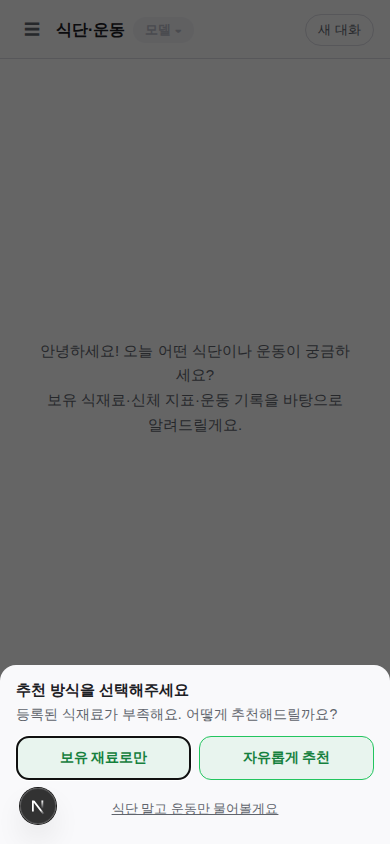 ☰ 식단·운동 모델 새 대화
안녕하세요! 오늘 어떤 식단이나 운동이 궁금하
세요?
보유 식재료·신체 지표·운동 기록을 바탕으로
알려드릴게요.
추천 방식을 선택해주세요
등록된 식재료가 부족해요. 어떻게 추천해드릴까요?
보유 재료로만 자유롭게 추천
N 식단 말고 운동만 물어볼게요